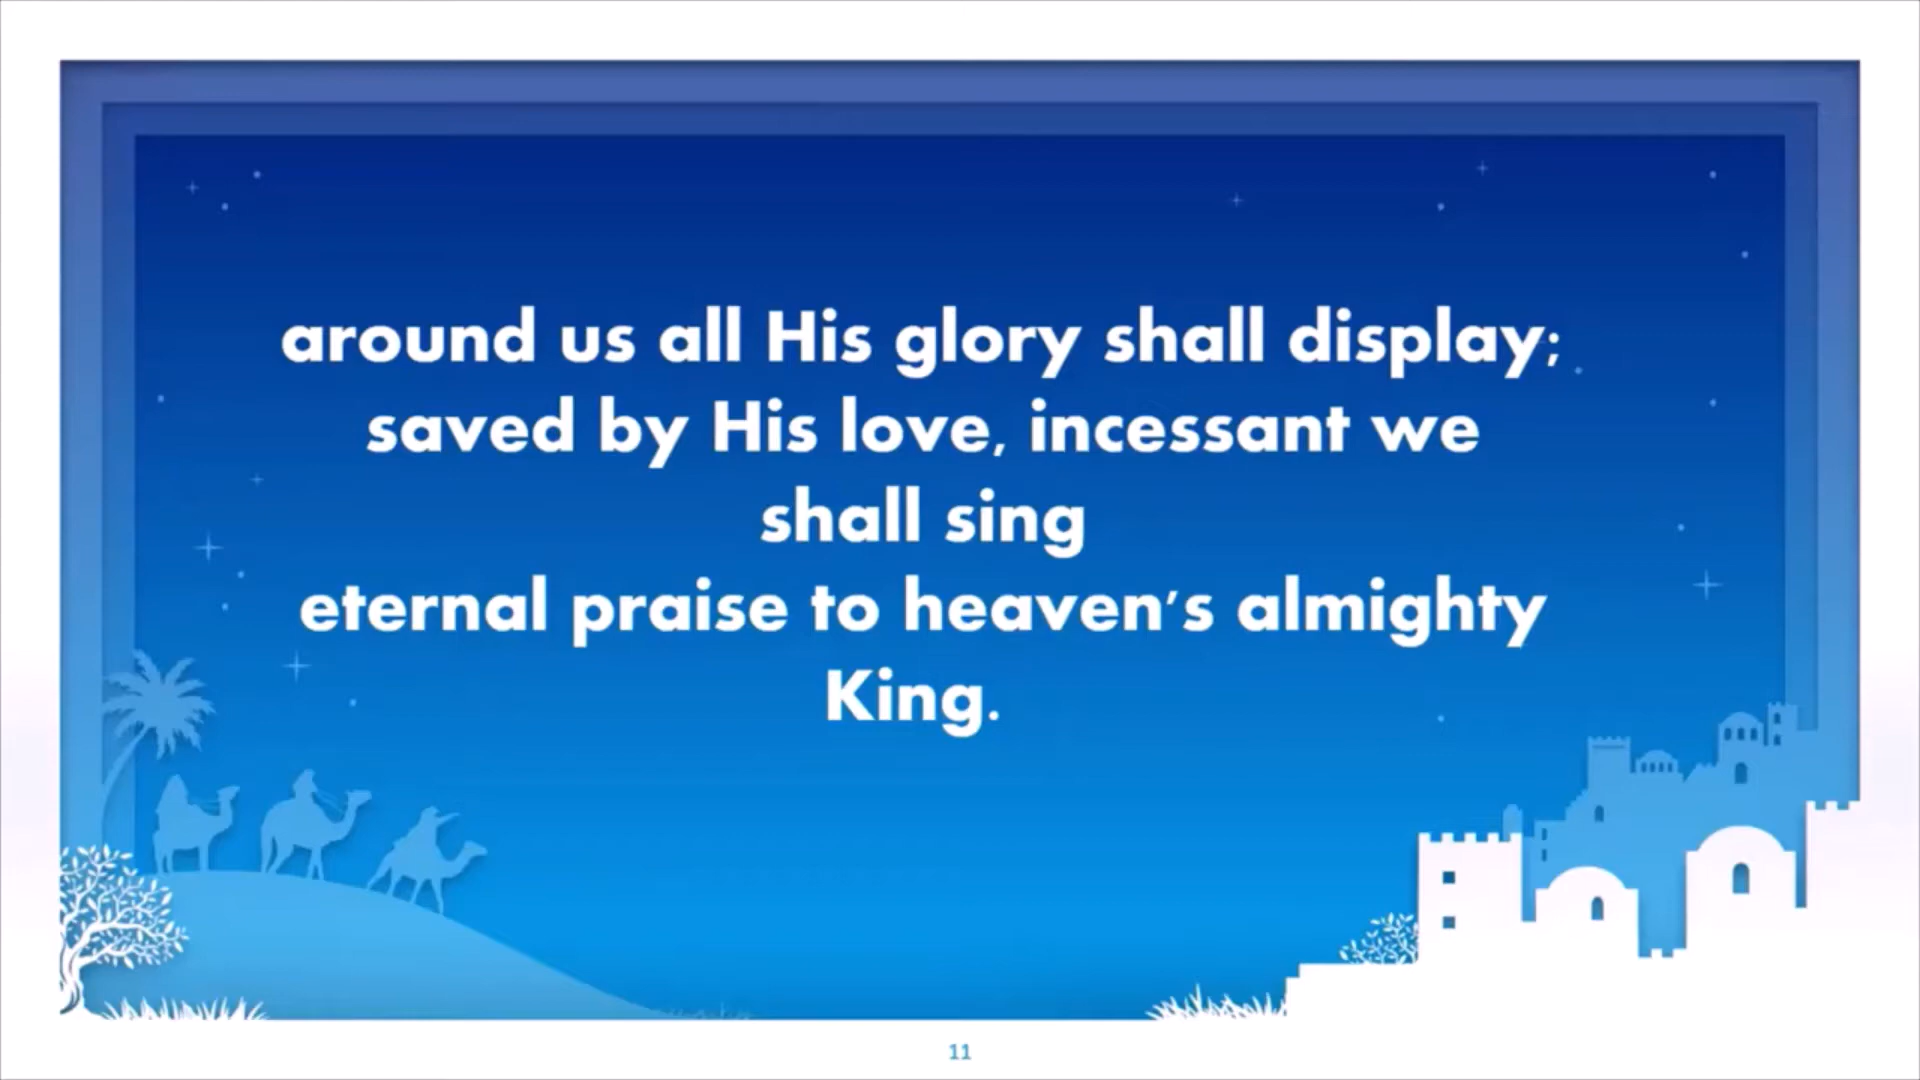 around us all His glory shall display;
saved by His love, incessant we
shall sing
eternal praise to heaven's almighty
King.
11